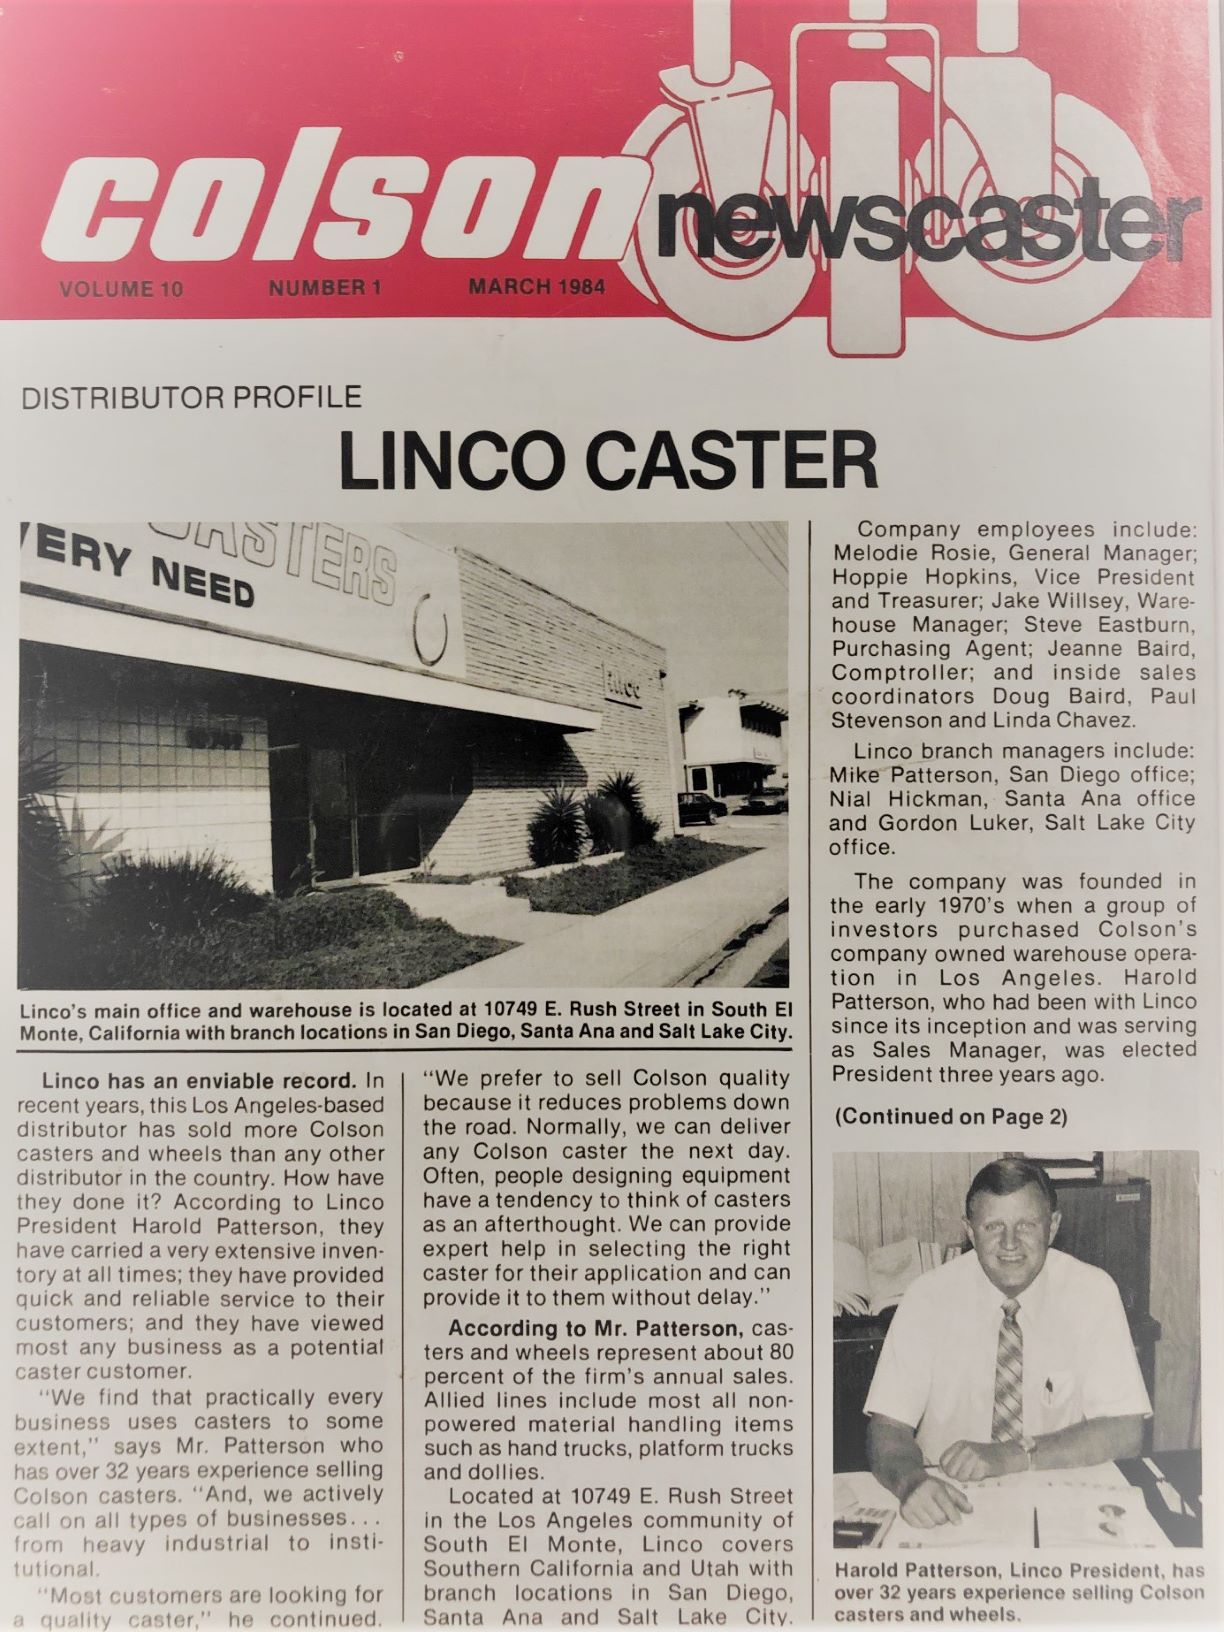 colson newscaster
VOLUME 10 NUMBER 1 MARCH 1984
DISTRIBUTOR PROFILE
LINCO CASTER
CASTERS
VERY NEED
linco
Linco's main office and warehouse is located at 10749 E. Rush Street in South El
Monte, California with branch locations in San Diego, Santa Ana and Salt Lake City.
Linco has an enviable record. In
recent years, this Los Angeles-based
distributor has sold more Colson
casters and wheels than any other
distributor in the country. How have
they done it? According to Linco
President Harold Patterson, they
have carried a very extensive inven-
tory at all times; they have provided
quick and reliable service to their
customers; and they have viewed
most any business as a potential
caster customer.
"We find that practically every
business uses casters to some
extent," says Mr. Patterson who
has over 32 years experience selling
Colson casters. "And, we actively
call on all types of businesses...
from heavy industrial to insti-
tutional.
"Most customers are looking for
a quality caster," he continued.
"We prefer to sell Colson quality
because it reduces problems down
the road. Normally, we can deliver
any Colson caster the next day.
Often, people designing equipment
have a tendency to think of casters
as an afterthought. We can provide
expert help in selecting the right
caster for their application and can
provide it to them without delay."
According to Mr. Patterson, cas-
ters and wheels represent about 80
percent of the firm's annual sales.
Allied lines include most all non-
powered material handling items
such as hand trucks, platform trucks
and dollies.
Located at 10749 E. Rush Street
in the Los Angeles community of
South El Monte, Linco covers
Southern California and Utah with
branch locations in San Diego,
Santa Ana and Salt Lake City.
Company employees include:
Melodie Rosie, General Manager;
Hoppie Hopkins, Vice President
and Treasurer; Jake Willsey, Ware-
house Manager; Steve Eastburn,
Purchasing Agent; Jeanne Baird,
Comptroller; and inside sales
coordinators Doug Baird, Paul
Stevenson and Linda Chavez.
Linco branch managers include:
Mike Patterson, San Diego office;
Nial Hickman, Santa Ana office
and Gordon Luker, Salt Lake City
office.
The company was founded in
the early 1970's when a group of
investors purchased Colson's
company owned warehouse opera-
tion in Los Angeles. Harold
Patterson, who had been with Linco
since its inception and was serving
as Sales Manager, was elected
President three years ago.
(Continued on Page 2)
Harold Patterson, Linco President, has
over 32 years experience selling Colson
casters and wheels.